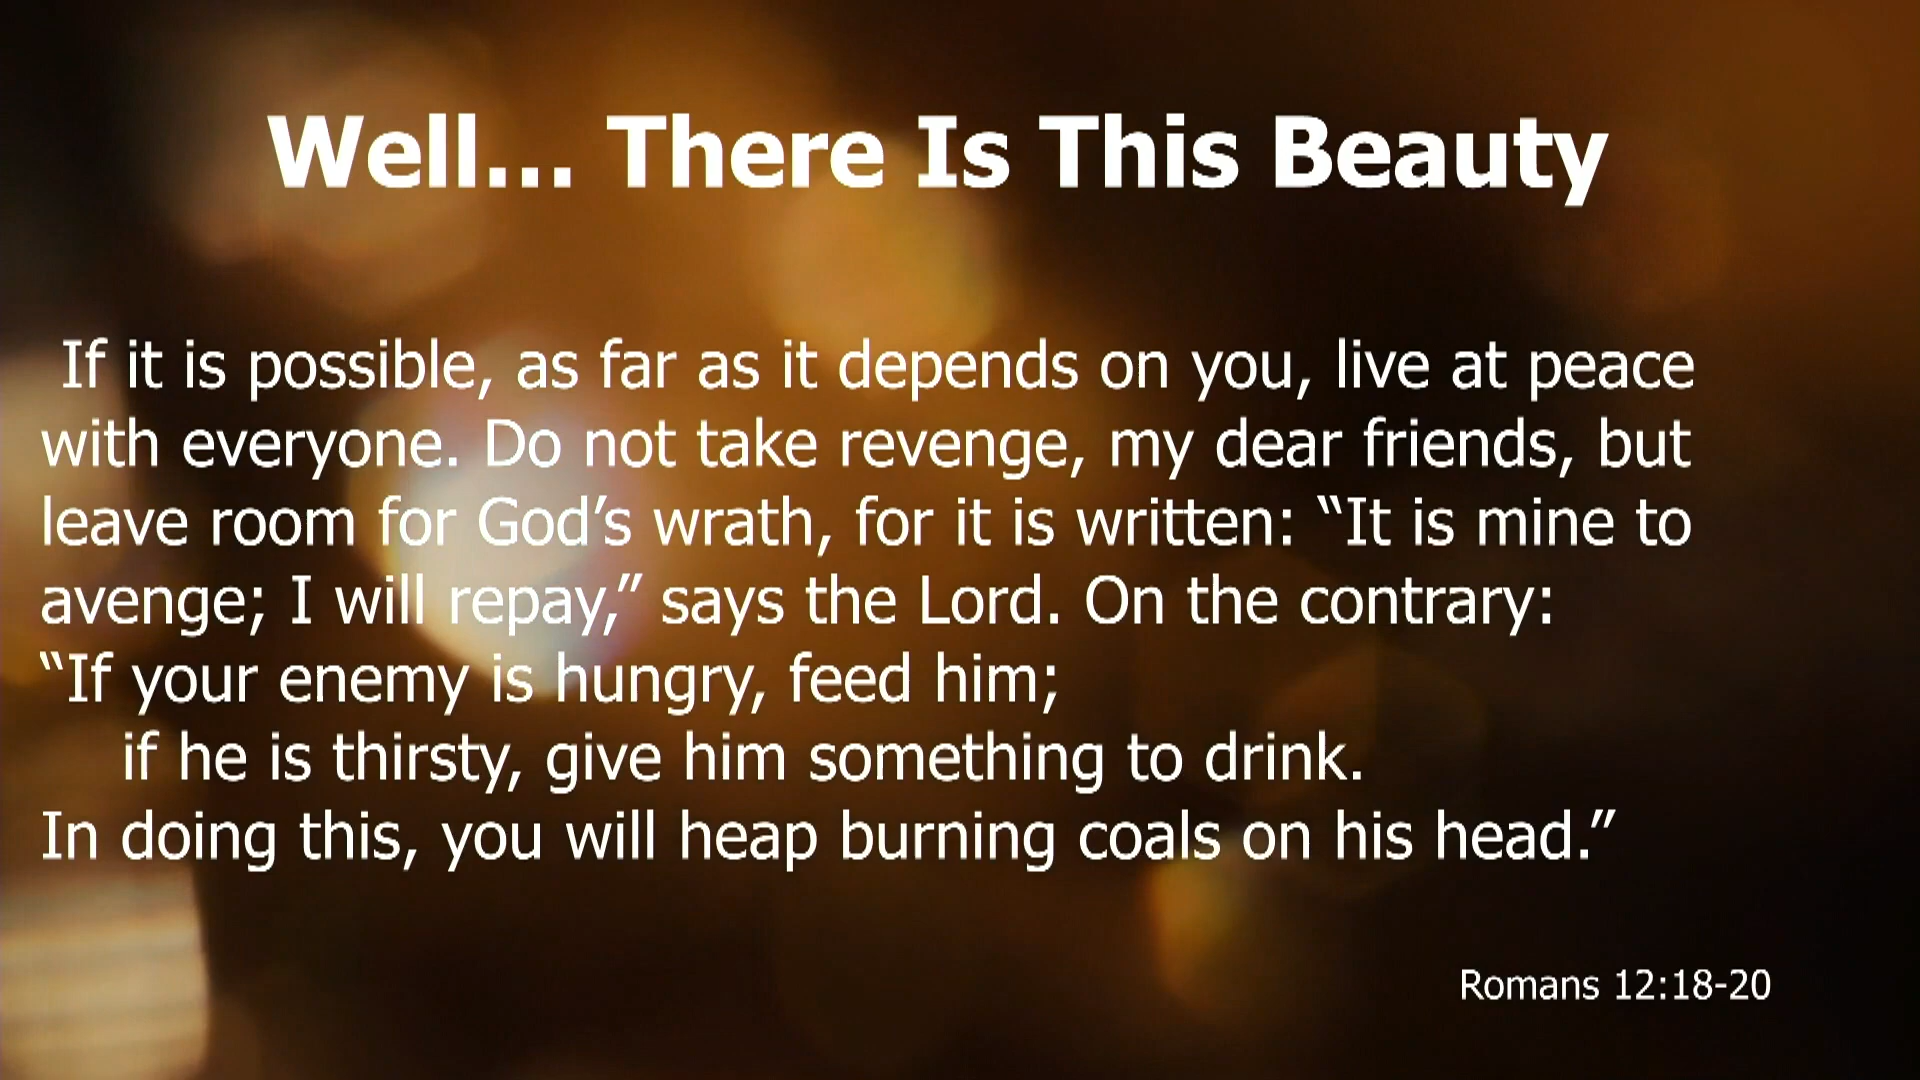 Well... There Is This Beauty
If it is possible, as far as it depends on you, live at peace
with everyone. Do not take revenge, my dear friends, but
leave room for God’s wrath, for it is written: “It is mine to
avenge; I will repay,” says the Lord. On the contrary:
“If your enemy is hungry, feed him;
if he is thirsty, give him something to drink.
In doing this, you will heap burning coals on his head.”
Romans 12:18-20